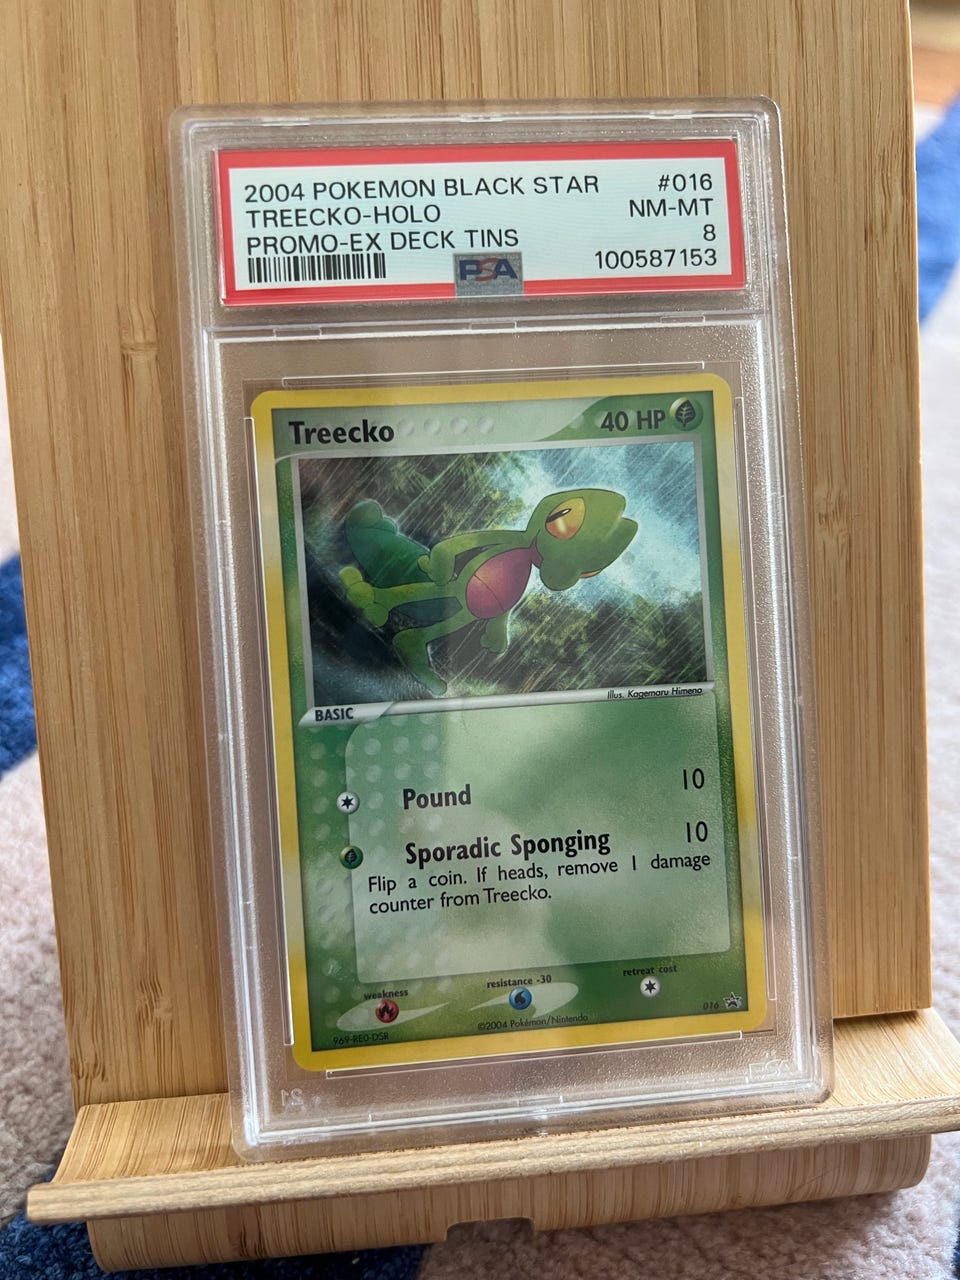 2004 POKEMON BLACK STAR #016
TREECKO-HOLO NM-MT
PROMO-EX DECK TINS 8
PSA 100587153
Treecko 40 HP
Illus. Kagemaru Himeno
BASIC
Pound 10
Sporadic Sponging 10
Flip a coin. If heads, remove 1 damage
counter from Treecko.
weakness resistance -30 retreat cost
©2004 Pokémon/Nintendo
016
969-RE0-DSR